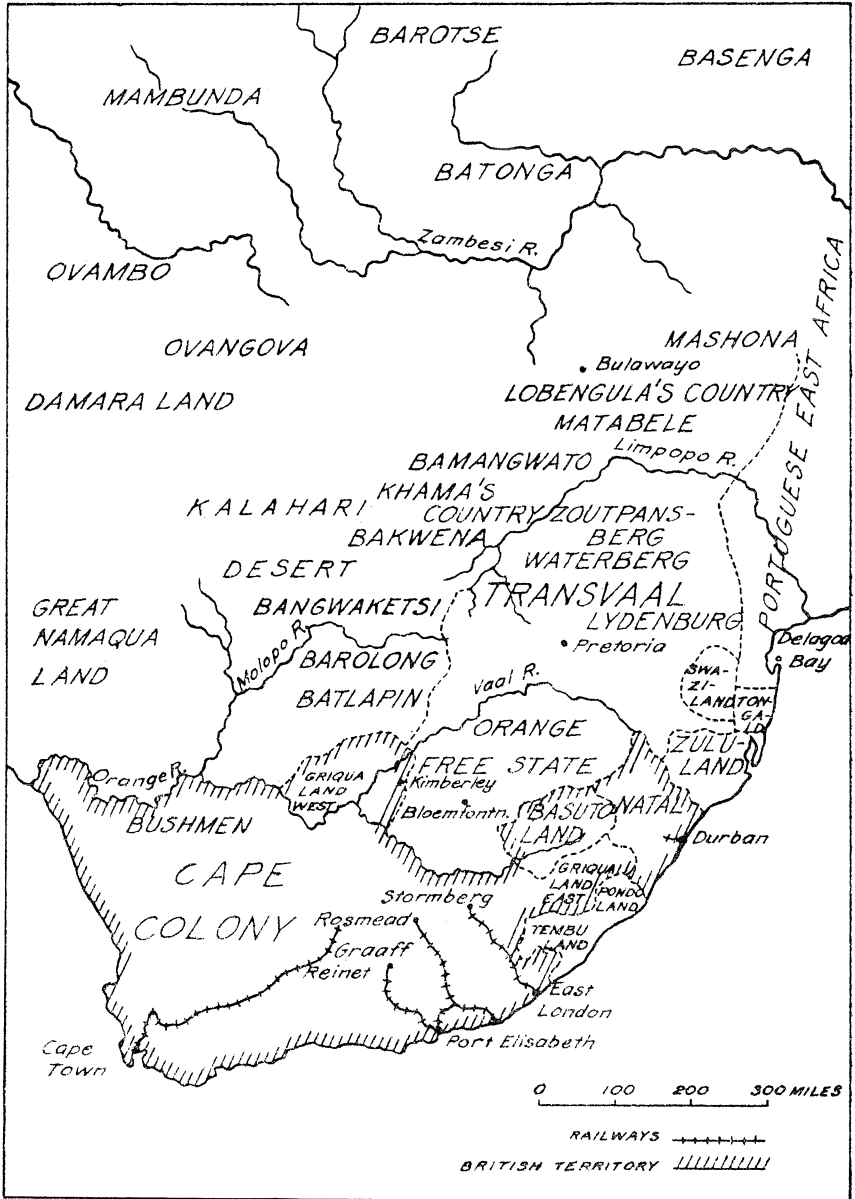 BAROTSE
BASENGA
MAMBUNDA
BATONGA
Zambesi R.
OVAMBO
PORTUGUESE EAST AFRICA
OVANGOVA
MASHONA
Bulawayo
DAMARA LAND
LOBENGULA'S COUNTRY
MATABELE
Limpopo R.
BAMANGWATO
KHAMA'S
COUNTRY
KALAHARI
DESERT
ZOUTPANS-
BERG
BAKWENA
WATERBERG
TRANSVAAL
BANGWAKETSI
LYDENBURG
GREAT
NAMAQUA
LAND
Pretoria
Delagoa
Bay
Molopo R.
BAROLONG
BATLAPIN
SWA-
ZI-
LAND
TON-
GA-
LD
Vaal R.
ORANGE
FREE STATE
ZULU-
LAND
Orange R.
GRIQUA
LAND
WEST
Kimberley
Bloemfontn.
BASUTO
LAND
NATAL
BUSHMEN
Durban
CAPE
COLONY
GRIQUA
LAND
EAST
PONDO
LAND
Stormberg
Rosmead
TEMBU
LAND
Graaff
Reinet
East
London
Port Elisabeth
Cape
Town
0 100 200 300 MILES
RAILWAYS
BRITISH TERRITORY